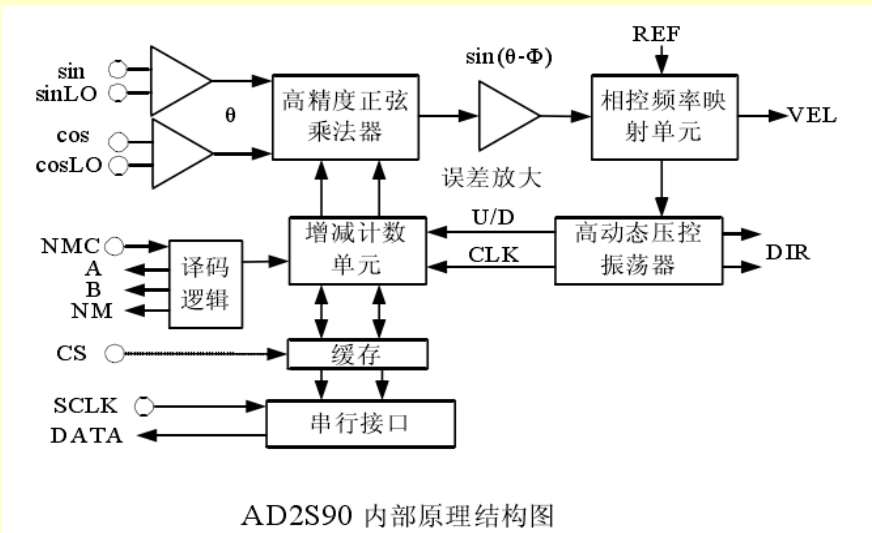 REF
sin(θ-Φ)
sin
sinLO
θ
高精度正弦
乘法器
相控频率映
射单元
VEL
cos
cosLO
误差放大
U/D
NMC
A
B
NM
译码
逻辑
增减计数
单元
CLK
高动态压控
振荡器
DIR
CS
缓存
SCLK
DATA
串行接口
AD2S90 内部原理结构图